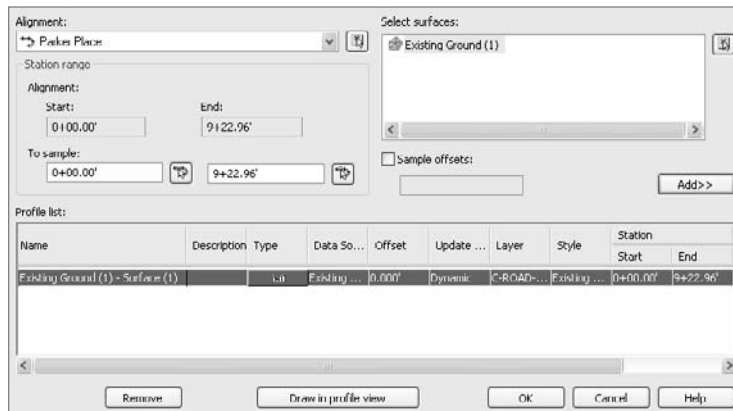 Alignment:
Parker Place
Station range
Alignment:
Start:
End:
0+00.00'
9+22.96'
To sample:
0+00.00'
9+22.96'
Select surfaces:
Existing Ground (1)
Sample offsets:
Add>>
Profile list:
Name
Description
Type
Data So...
Offset
Update ...
Layer
Style
Station
Start
End
Existing Ground (1) - Surface (1)
Existing ...
0.000'
Dynamic
C-ROAD-...
Existing ...
0+00.00'
9+22.96'
Remove
Draw in profile view
OK
Cancel
Help